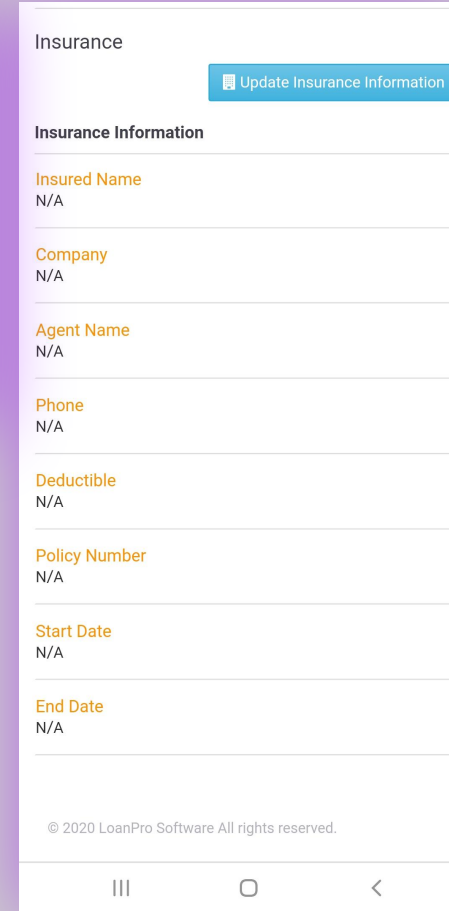 Insurance
Update Insurance Information
Insurance Information
Insured Name
N/A
Company
N/A
Agent Name
N/A
Phone
N/A
Deductible
N/A
Policy Number
N/A
Start Date
N/A
End Date
N/A
© 2020 LoanPro Software All rights reserved.